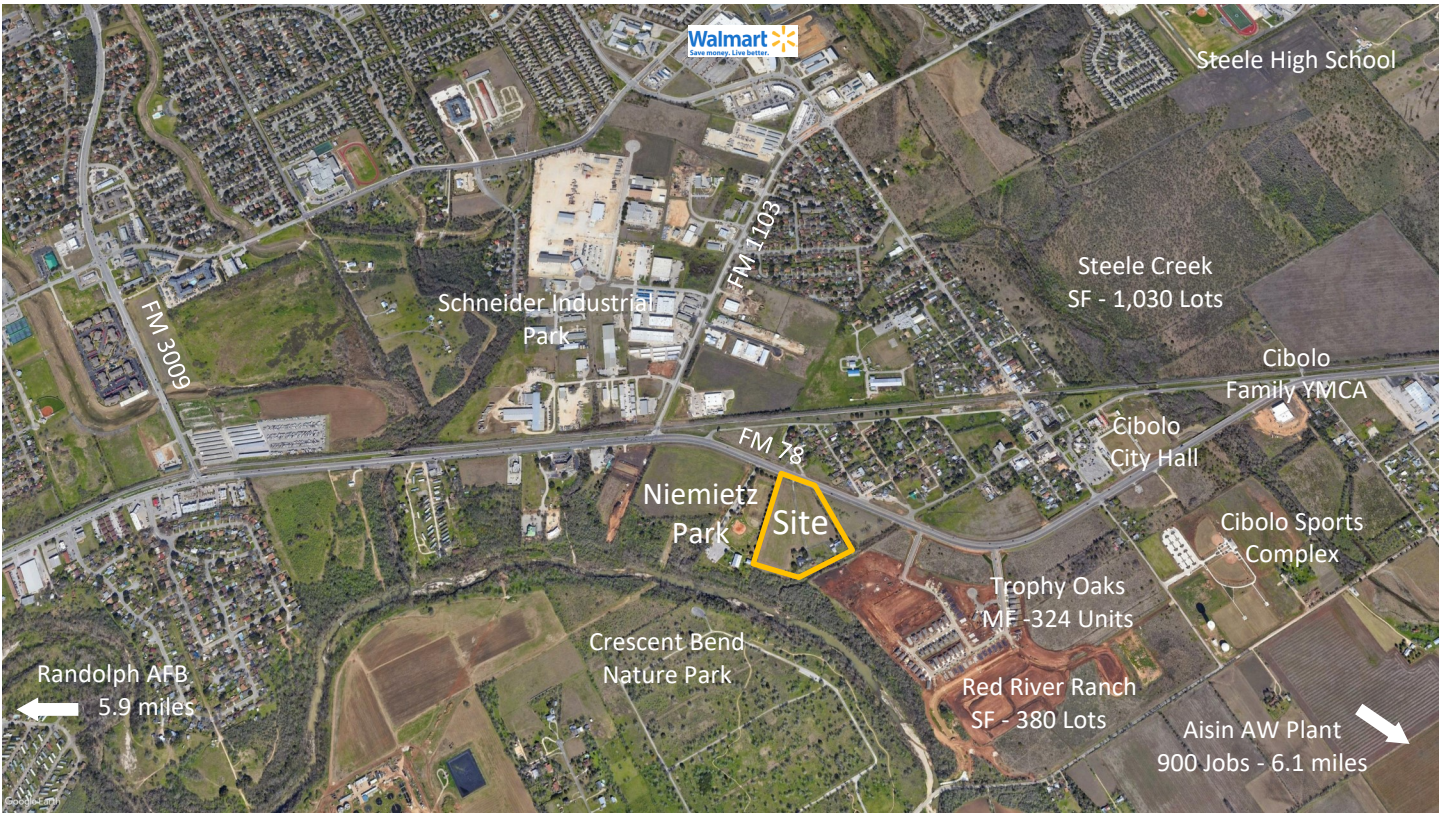 Walmart
Save money. Live better.
Steele High School
FM 1103
Steele Creek
SF - 1,030 Lots
Schneider Industrial
Park
FM 3009
Cibolo
Family YMCA
FM 78
Cibolo
City Hall
Niemietz
Park
Site
Cibolo Sports
Complex
Trophy Oaks
MF -324 Units
Crescent Bend
Nature Park
Randolph AFB
5.9 miles
Red River Ranch
SF - 380 Lots
Aisin AW Plant
900 Jobs - 6.1 miles
Google Earth